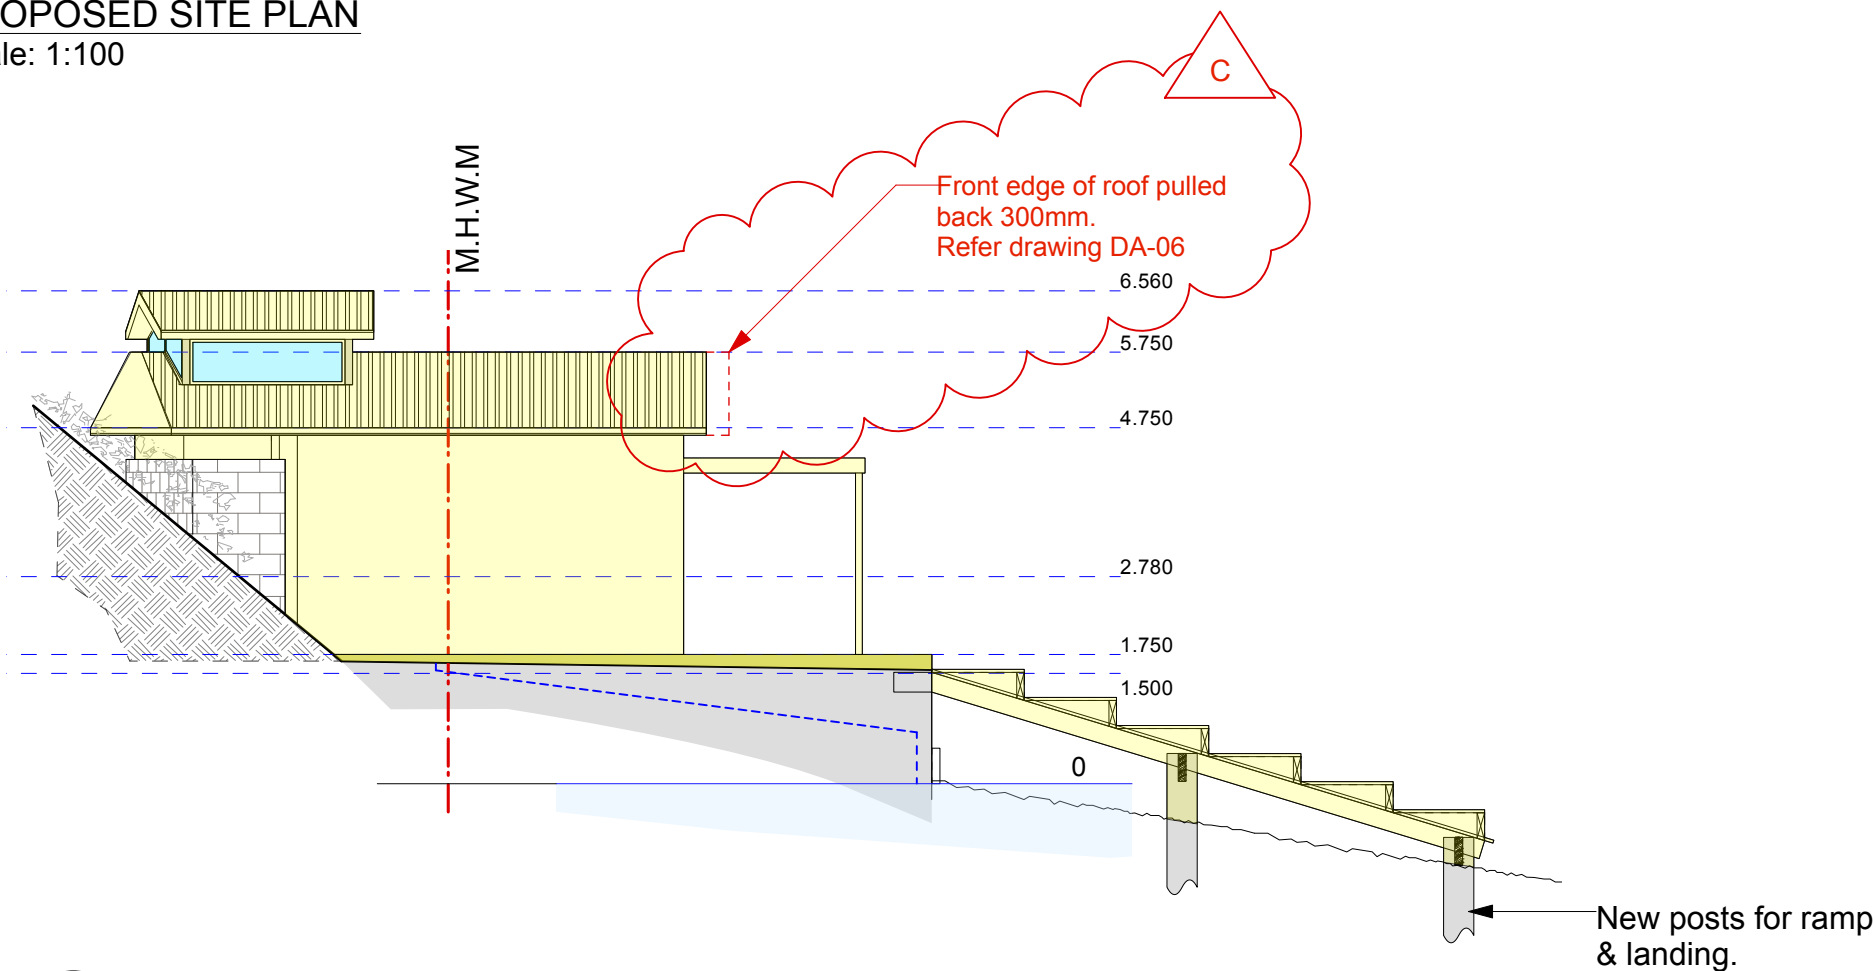 OPOSED SITE PLAN
ale: 1:100
C
M.H.W.M
Front edge of roof pulled
back 300mm.
Refer drawing DA-06
6.560
5.750
4.750
2.780
1.750
1.500
0
New posts for ramp
& landing.